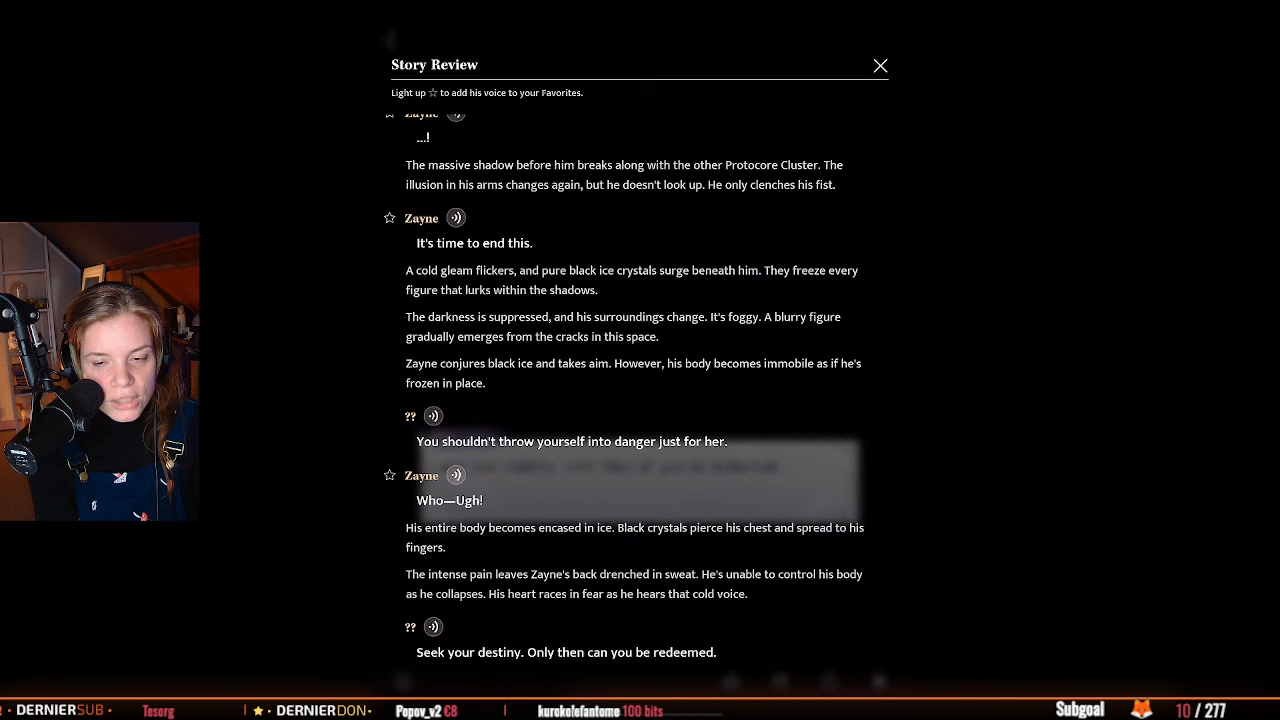 Story Review
Light up ☆ to add his voice to your Favorites.
Zayne
...!
The massive shadow before him breaks along with the other Protocore Cluster. The
illusion in his arms changes again, but he doesn't look up. He only clenches his fist.
Zayne
It's time to end this.
A cold gleam flickers, and pure black ice crystals surge beneath him. They freeze every
figure that lurks within the shadows.
The darkness is suppressed, and his surroundings change. It's foggy. A blurry figure
gradually emerges from the cracks in this space.
Zayne conjures black ice and takes aim. However, his body becomes immobile as if he's
frozen in place.
??
You shouldn't throw yourself into danger just for her.
Zayne
Who—Ugh!
His entire body becomes encased in ice. Black crystals pierce his chest and spread to his
fingers.
The intense pain leaves Zayne's back drenched in sweat. He's unable to control his body
as he collapses. His heart races in fear as he hears that cold voice.
??
Seek your destiny. Only then can you be redeemed.
• DERNIERSUB • Tesorg | ★ • DERNIERDON • Popov_v2 €8 | kurokolefantome 100 bits Subgoal 10 / 277